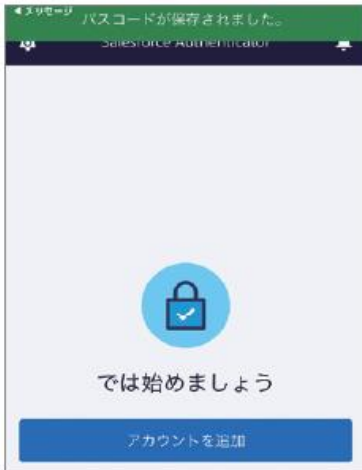 ◀メッセージ
パスコードが保存されました。
Salesforce Authenticator
では始めましょう
アカウントを追加